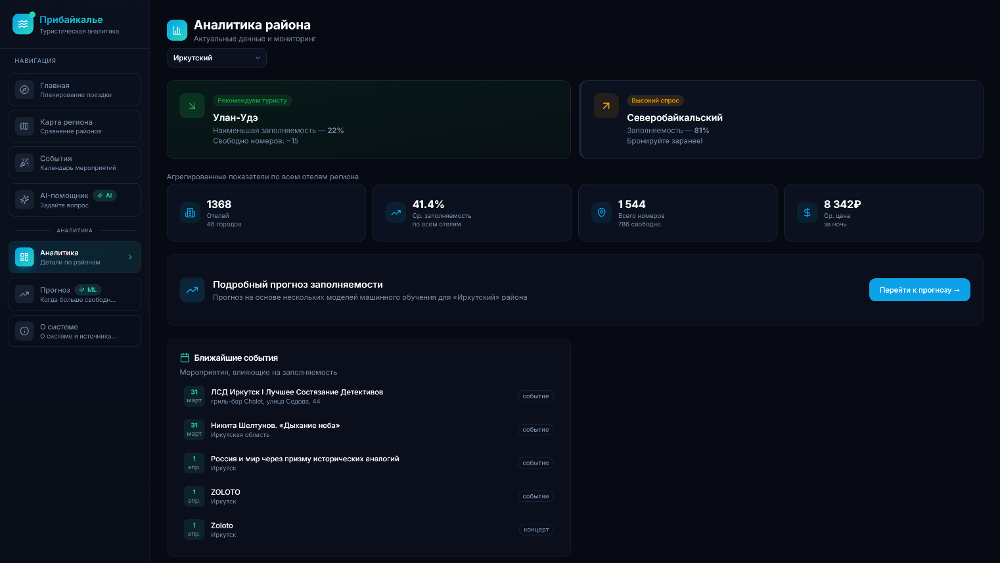 Прибайкалье
Туристическая аналитика
НАВИГАЦИЯ
Главная
Планирование поездки
Карта региона
Сравнение районов
События
Календарь мероприятий
AI-помощник AI
Задайте вопрос
АНАЛИТИКА
Аналитика
Детали по районам
Прогноз ML
Когда больше свободн...
О системе
О системе и источника...
Аналитика района
Актуальные данные и мониторинг
Иркутский
Рекомендуем туристу
Улан-Удэ
Наименьшая заполняемость — 22%
Свободно номеров: ~15
Высокий спрос
Северобайкальский
Заполняемость — 81%
Бронируйте заранее!
Агрегированные показатели по всем отелям региона
1368
Отелей
46 городов
41.4%
Ср. заполняемость
по всем отелям
1 544
Всего номеров
786 свободно
8 342₽
Ср. цена
за ночь
Подробный прогноз заполняемости
Прогноз на основе нескольких моделей машинного обучения для «Иркутский» района
Перейти к прогнозу →
Ближайшие события
Мероприятия, влияющие на заполняемость
31 март
ЛСД Иркутск I Лучшее Состязание Детективов
гриль-бар Chalet, улица Седова, 44
событие
31 март
Никита Шелтунов. «Дыхание неба»
Иркутская область
событие
1 апр.
Россия и мир через призму исторических аналогий
Иркутск
событие
1 апр.
ZOLOTO
Иркутск
событие
1 апр.
Zoloto
Иркутск
концерт